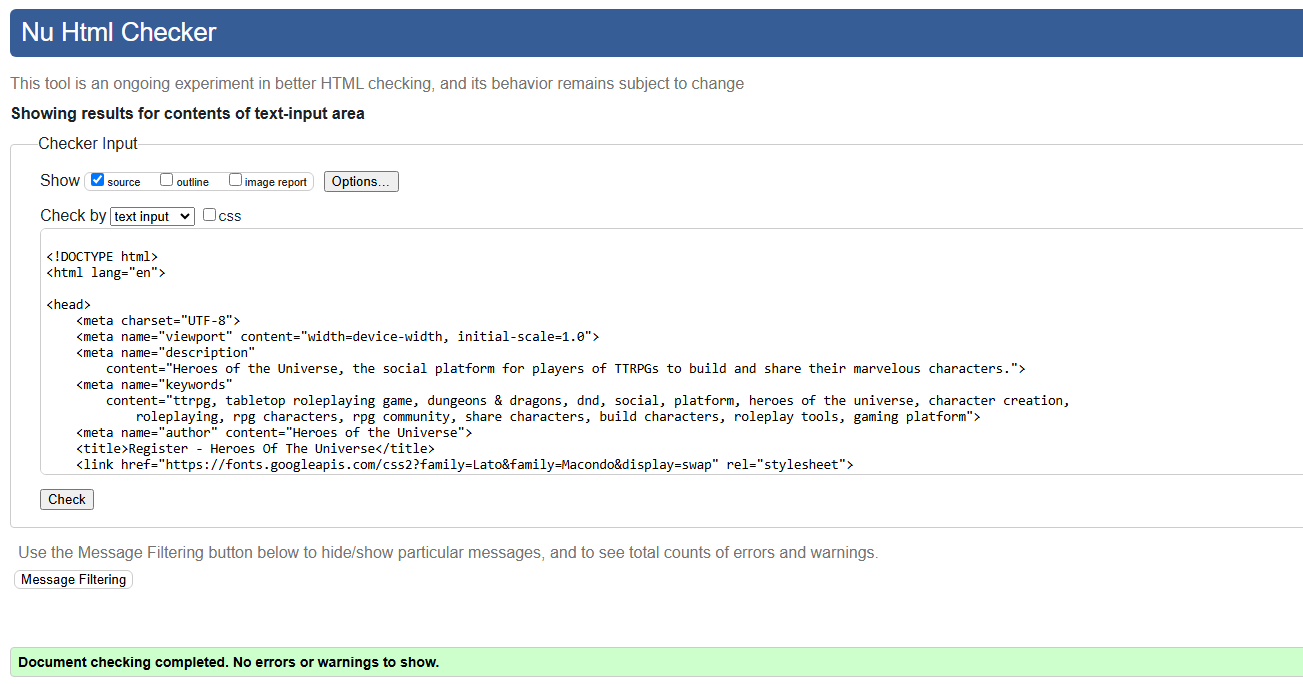 Nu Html Checker
This tool is an ongoing experiment in better HTML checking, and its behavior remains subject to change
Showing results for contents of text-input area
Checker Input
Show source outline image report Options...
Check by text input css
<!DOCTYPE html>
<html lang="en">
<head>
    <meta charset="UTF-8">
    <meta name="viewport" content="width=device-width, initial-scale=1.0">
    <meta name="description"
        content="Heroes of the Universe, the social platform for players of TTRPGs to build and share their marvelous characters.">
    <meta name="keywords"
        content="ttrpg, tabletop roleplaying game, dungeons & dragons, dnd, social, platform, heroes of the universe, character creation,
            roleplaying, rpg characters, rpg community, share characters, build characters, roleplay tools, gaming platform">
    <meta name="author" content="Heroes of the Universe">
    <title>Register - Heroes Of The Universe</title>
    <link href="https://fonts.googleapis.com/css2?family=Lato&family=Macondo&display=swap" rel="stylesheet">
Check
Use the Message Filtering button below to hide/show particular messages, and to see total counts of errors and warnings.
Message Filtering
Document checking completed. No errors or warnings to show.